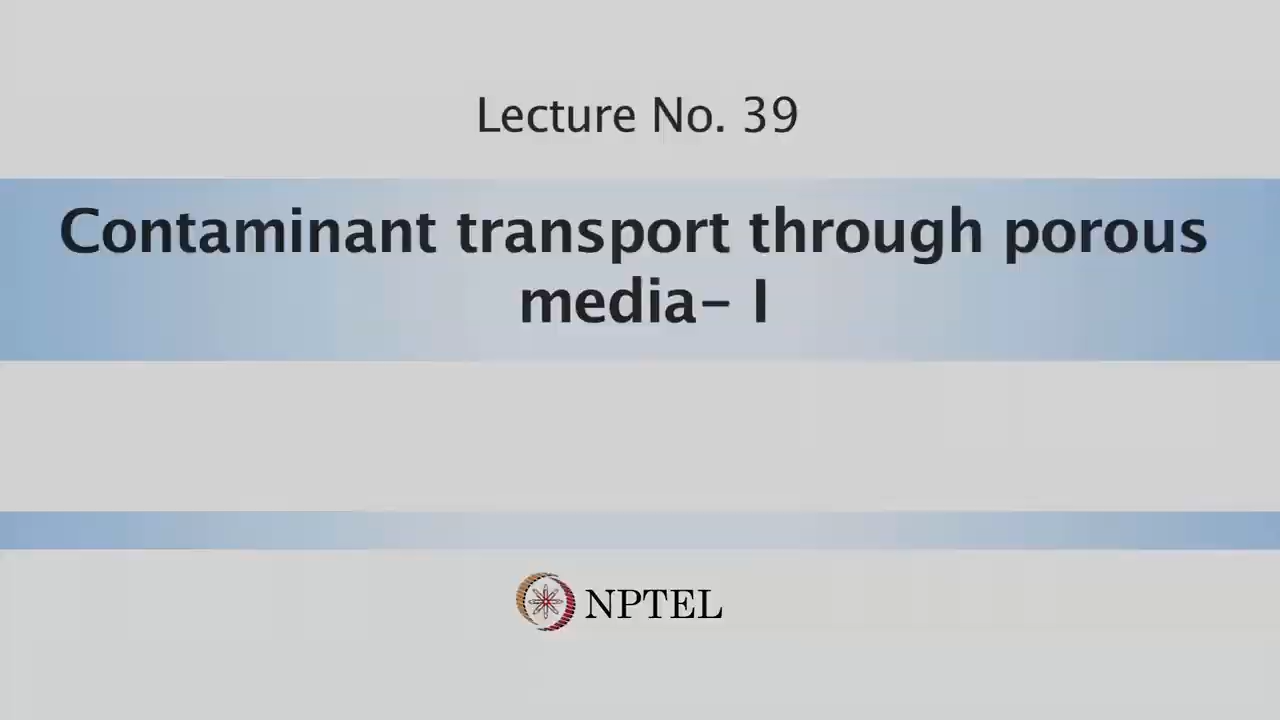 Lecture No. 39
Contaminant transport through porous
media– I
NPTEL